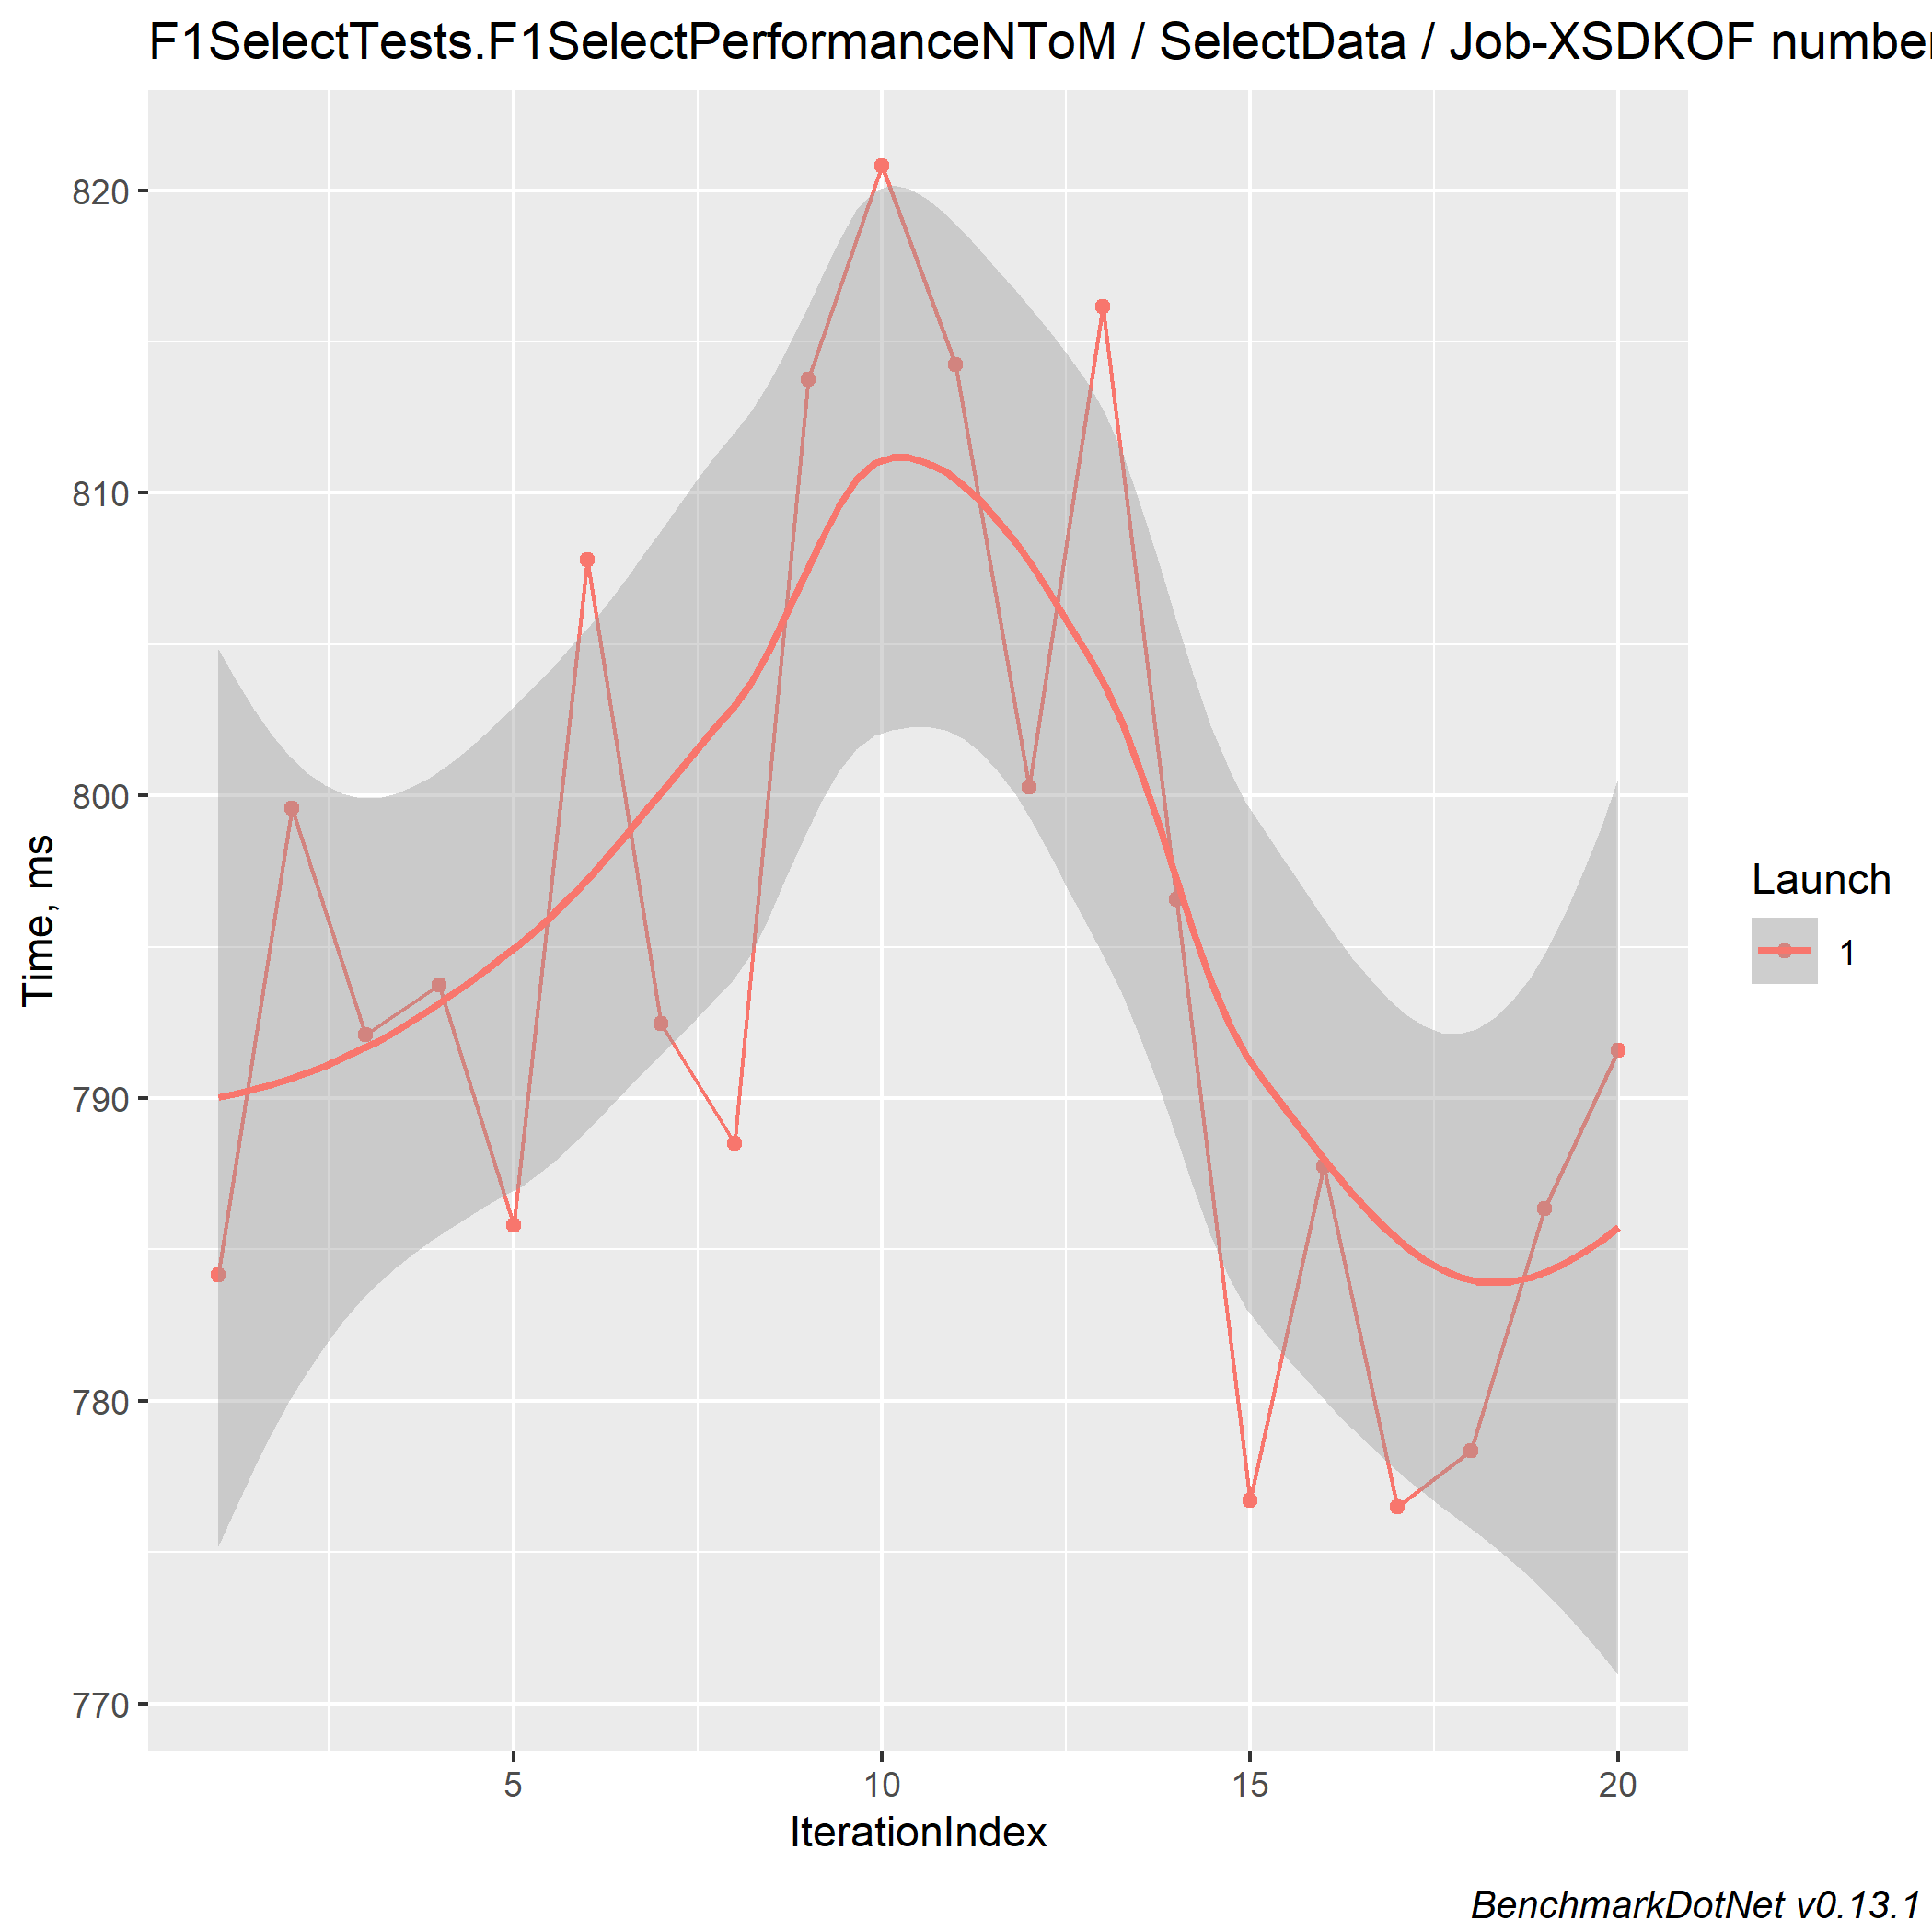 F1SelectTests.F1SelectPerformanceNToM / SelectData / Job-XSDKOF number
820
810
800
790
780
770
Time, ms
5 10 15 20
IterationIndex
Launch
1
BenchmarkDotNet v0.13.1